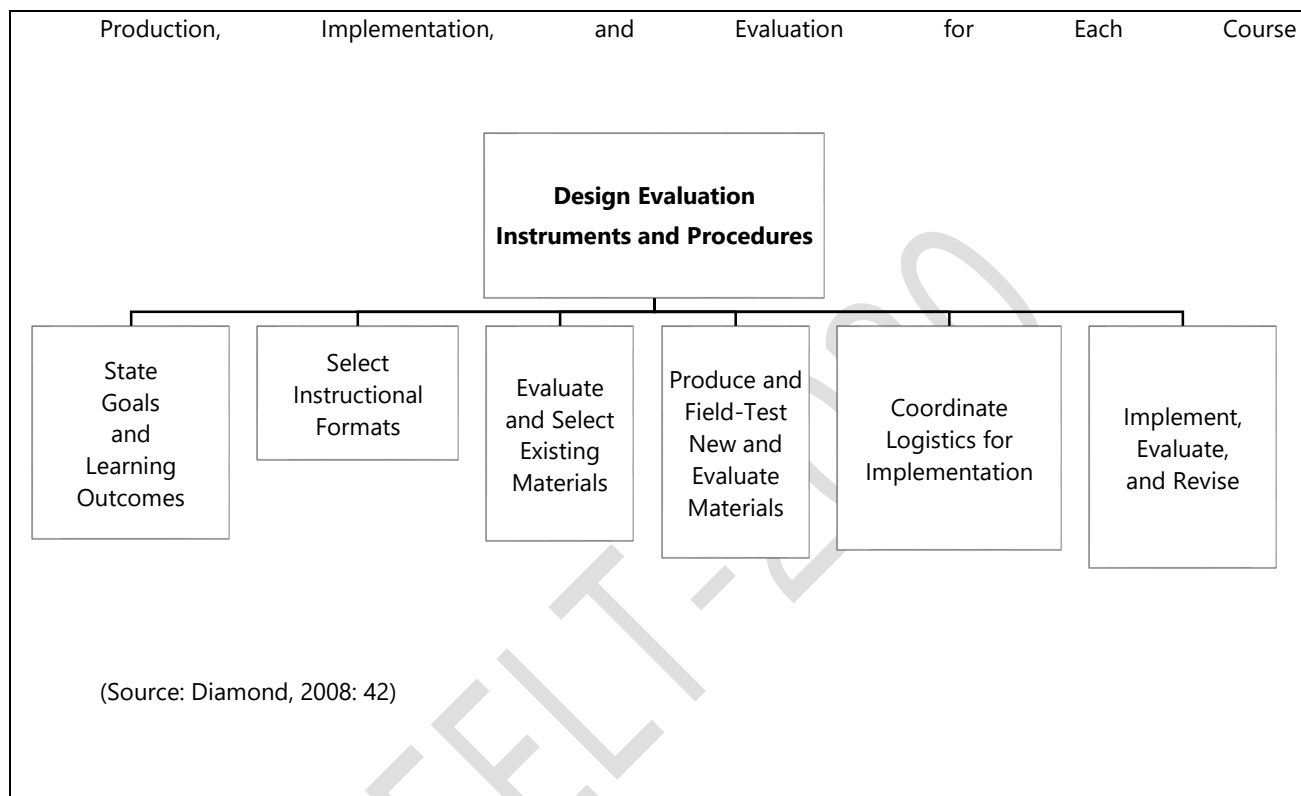 Production, Implementation, and Evaluation for Each Course
Design Evaluation
Instruments and Procedures
State
Goals
and
Learning
Outcomes
Select
Instructional
Formats
Evaluate
and Select
Existing
Materials
Produce and
Field-Test
New and
Evaluate
Materials
Coordinate
Logistics for
Implementation
Implement,
Evaluate,
and Revise
(Source: Diamond, 2008: 42)